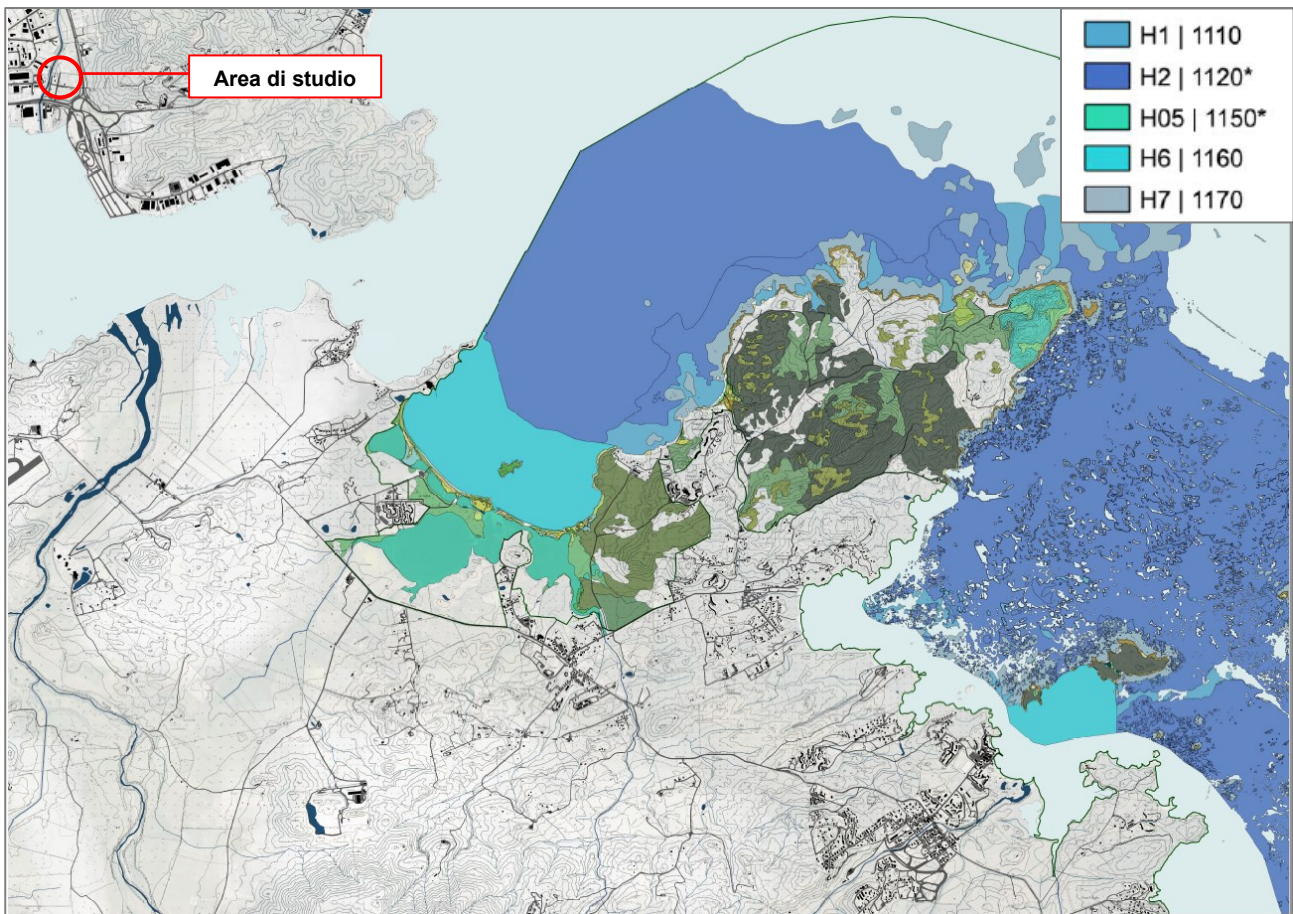 Area di studio
H1 | 1110
H2 | 1120*
H05 | 1150*
H6 | 1160
H7 | 1170